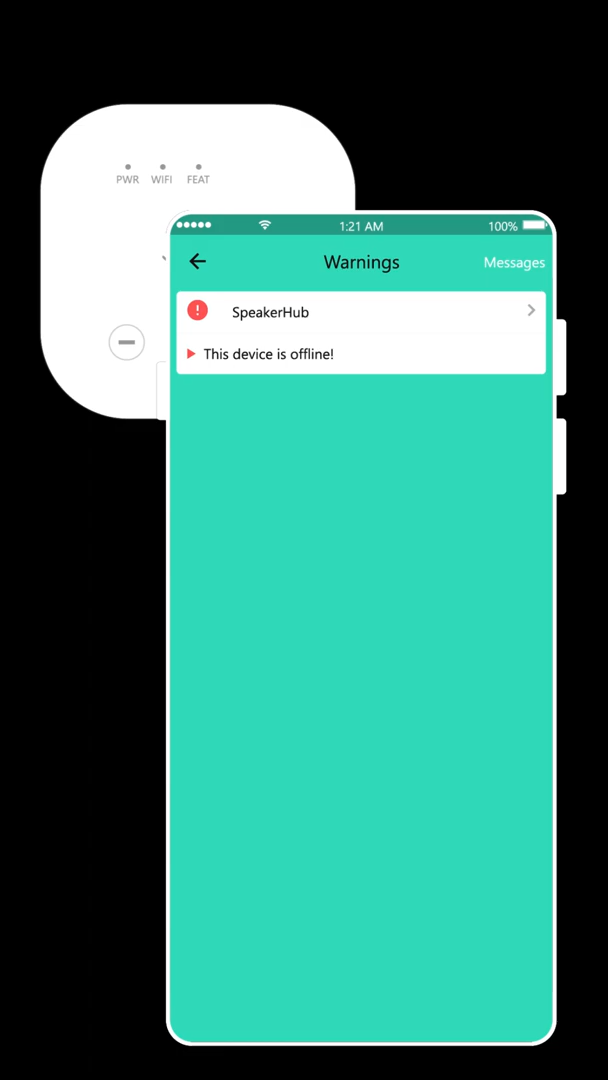 PWR WIFI FEAT
1:21 AM 100%
Warnings Messages
SpeakerHub
This device is offline!